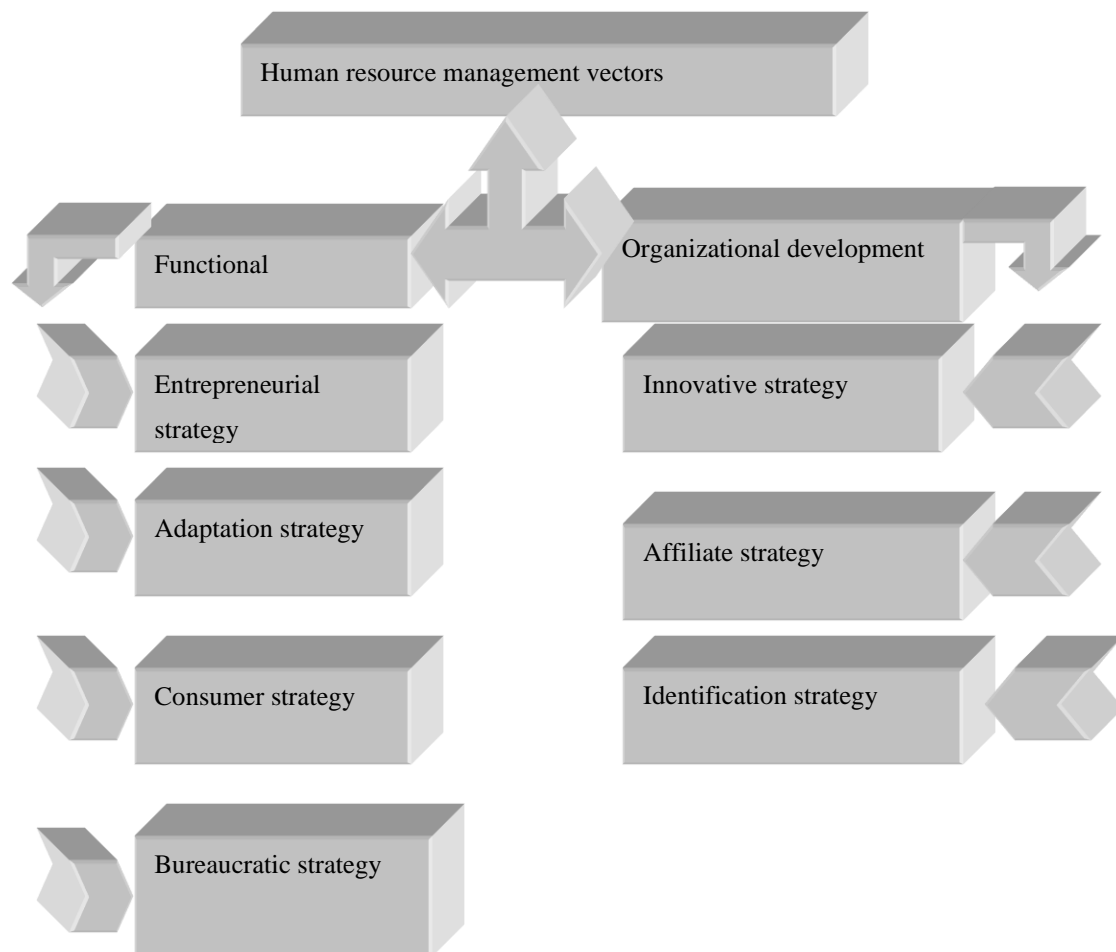 Human resource management vectors
Functional
Organizational development
Entrepreneurial
strategy
Innovative strategy
Adaptation strategy
Affiliate strategy
Consumer strategy
Identification strategy
Bureaucratic strategy